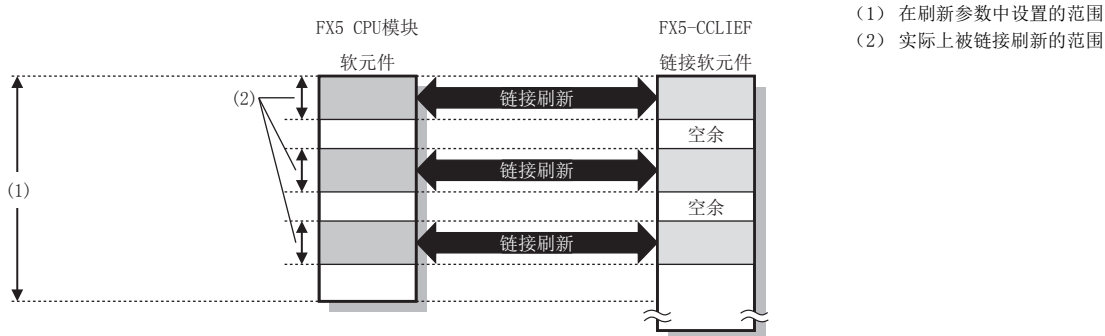 (1) 在刷新参数中设置的范围
(2) 实际上被链接刷新的范围
FX5 CPU模块
软元件
FX5-CCLIEF
链接软元件
(2)
链接刷新
空余
链接刷新
(1)
空余
链接刷新